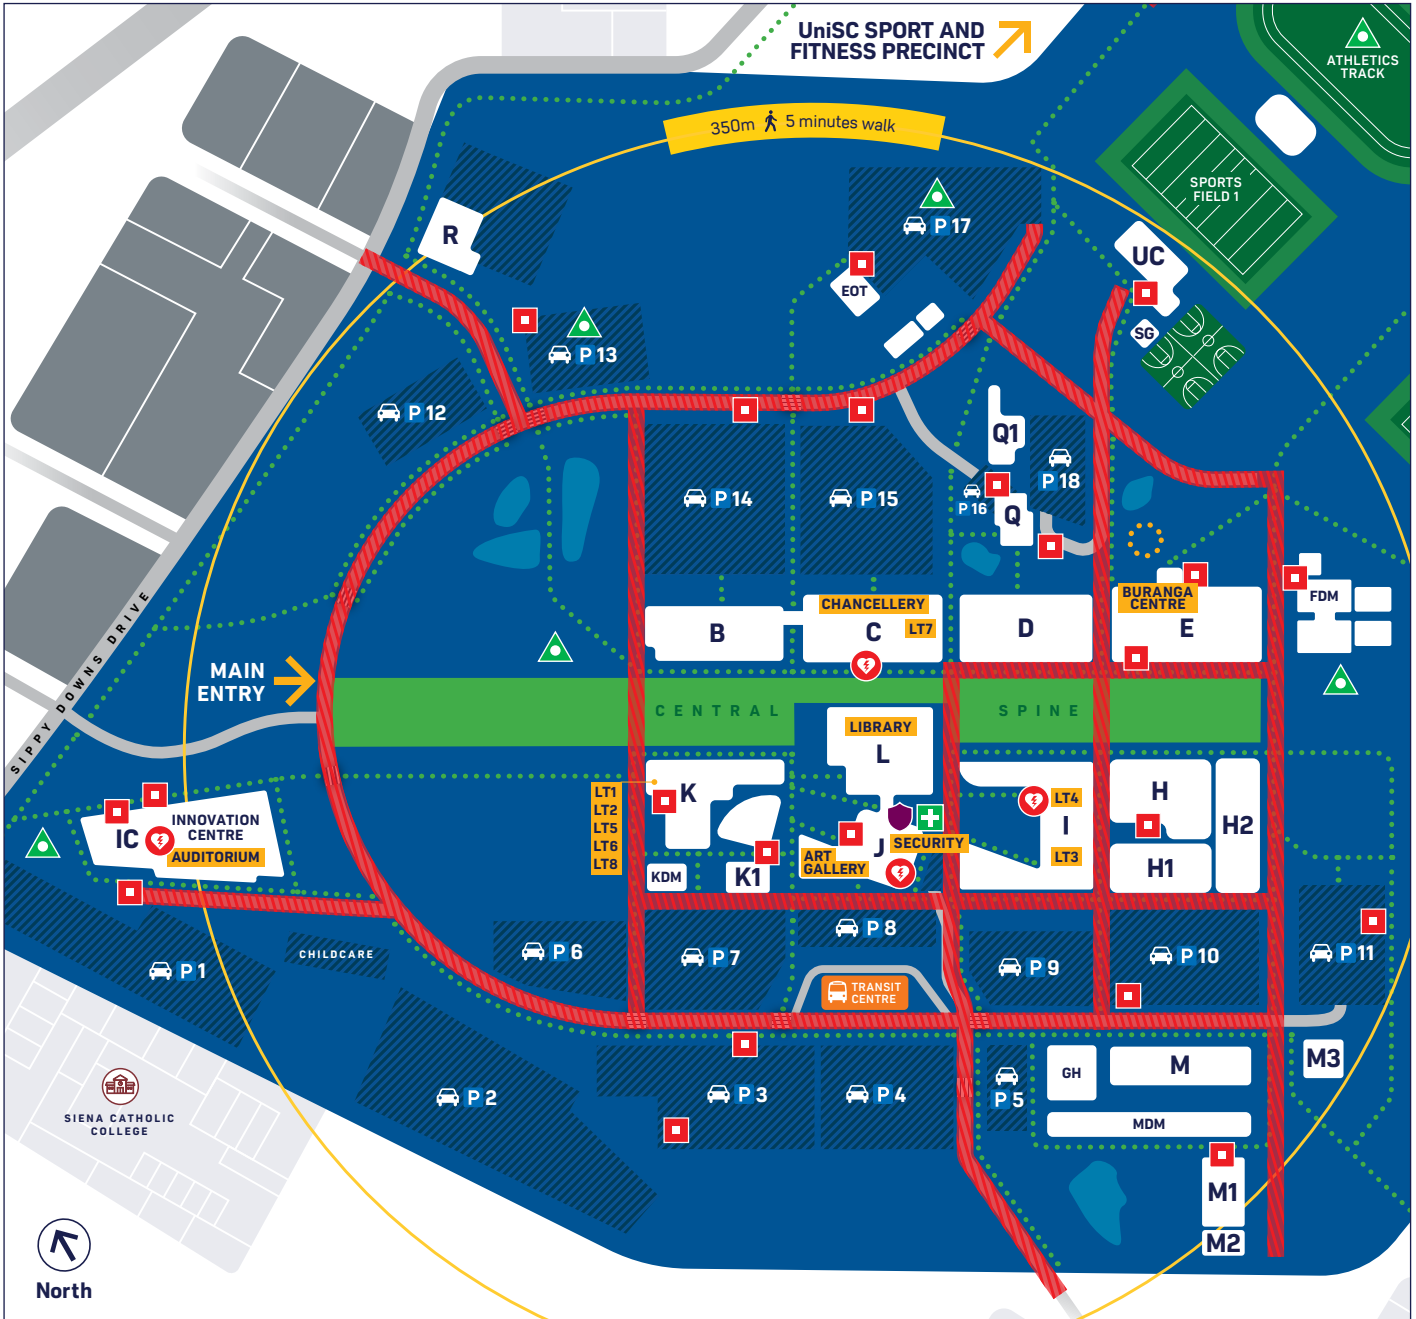 UniSC SPORT AND
FITNESS PRECINCT
ATHLETICS
TRACK
350m 5 minutes walk
SPORTS
FIELD 1
R
P 17
UC
EOT
SG
P 13
P 12
Q1
P 18
P 14
P 15
P 16
Q
BURANGA
CENTRE
FDM
CHANCELLERY
B
C
LT7
D
E
SIPPY DOWNS DRIVE
MAIN
ENTRY
CENTRAL
SPINE
LIBRARY
L
LT1
LT2
LT5
LT6
LT8
K
LT4
I
LT3
H
H2
H1
IC
INNOVATION
CENTRE
AUDITORIUM
J
SECURITY
ART
GALLERY
KDM
K1
P 8
P 6
P 7
P 9
P 10
P 11
CHILDCARE
P 1
TRANSIT
CENTRE
M3
GH
M
P 2
P 3
P 4
P 5
MDM
SIENA CATHOLIC
COLLEGE
M1
M2
North